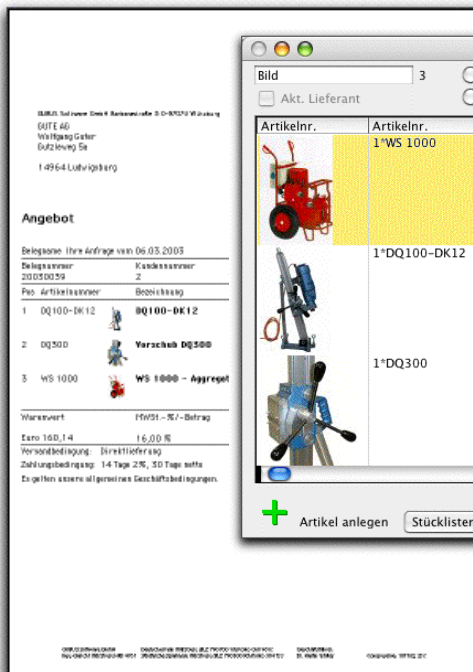 GUTE AG
Wolfgang Guter
Gutzleweg 5a
14964 Ludwigsburg
Angebot
Belegname Ihre Anfrage vom 06.03.2003
Belegnummer Kundennummer
20030039 2
Pos Artikelnummer Bezeichnung
1 DQ100-DK12 DQ100-DK12
2 DQ300 Vorschub DQ300
3 WS 1000 WS 1000 - Aggregat
Warenwert MWSt.-%/-Betrag
Euro 160,14 16,00 %
Versandbedingung: Direktlieferung
Zahlungsbedingung: 14 Tage 2%, 30 Tage netto
Es gelten unsere allgemeinen Geschäftsbedingungen.
Bild 3
Akt. Lieferant
Artikelnr. Artikelnr.
1*WS 1000
1*DQ100-DK12
1*DQ300
Artikel anlegen Stücklisten